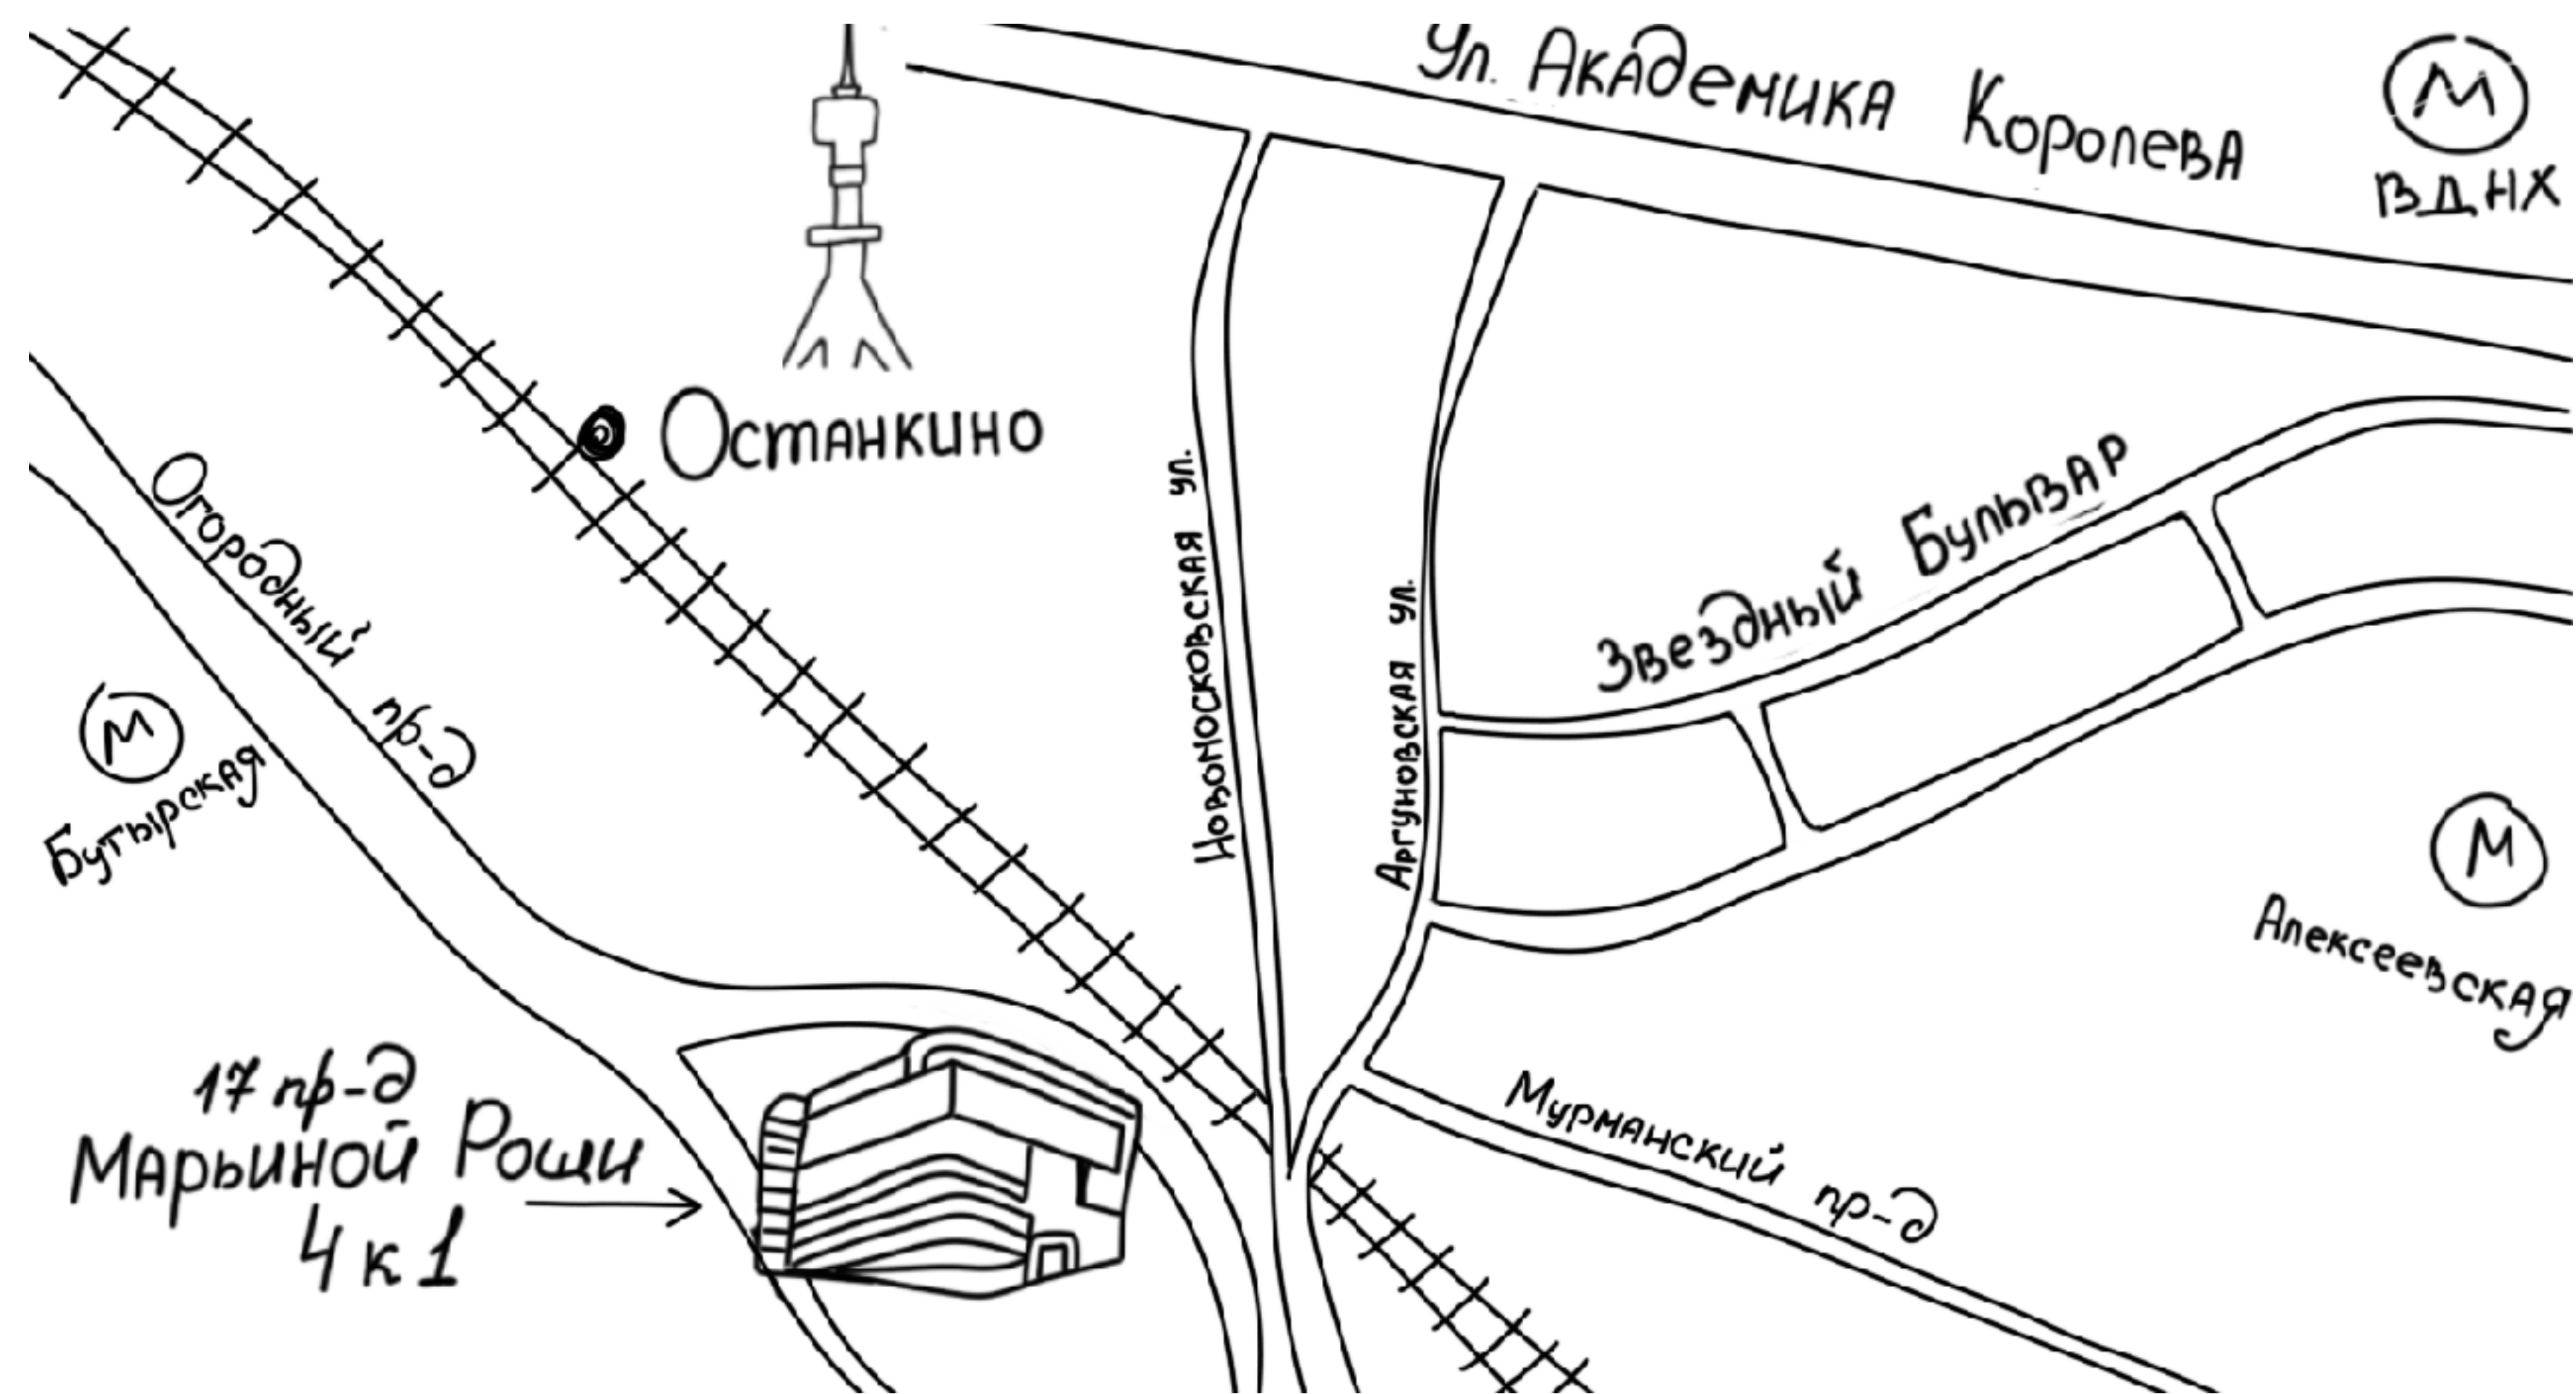 Ул. Академика Королева
М
ВДНХ
Останкино
Огородный пр-д
Новомосковская ул.
Аргуновская ул.
Звездный Бульвар
М
Бутырская
М
Алексеевская
17 пр-д
Марьиной Рощи
4 к 1
Мурманский пр-д